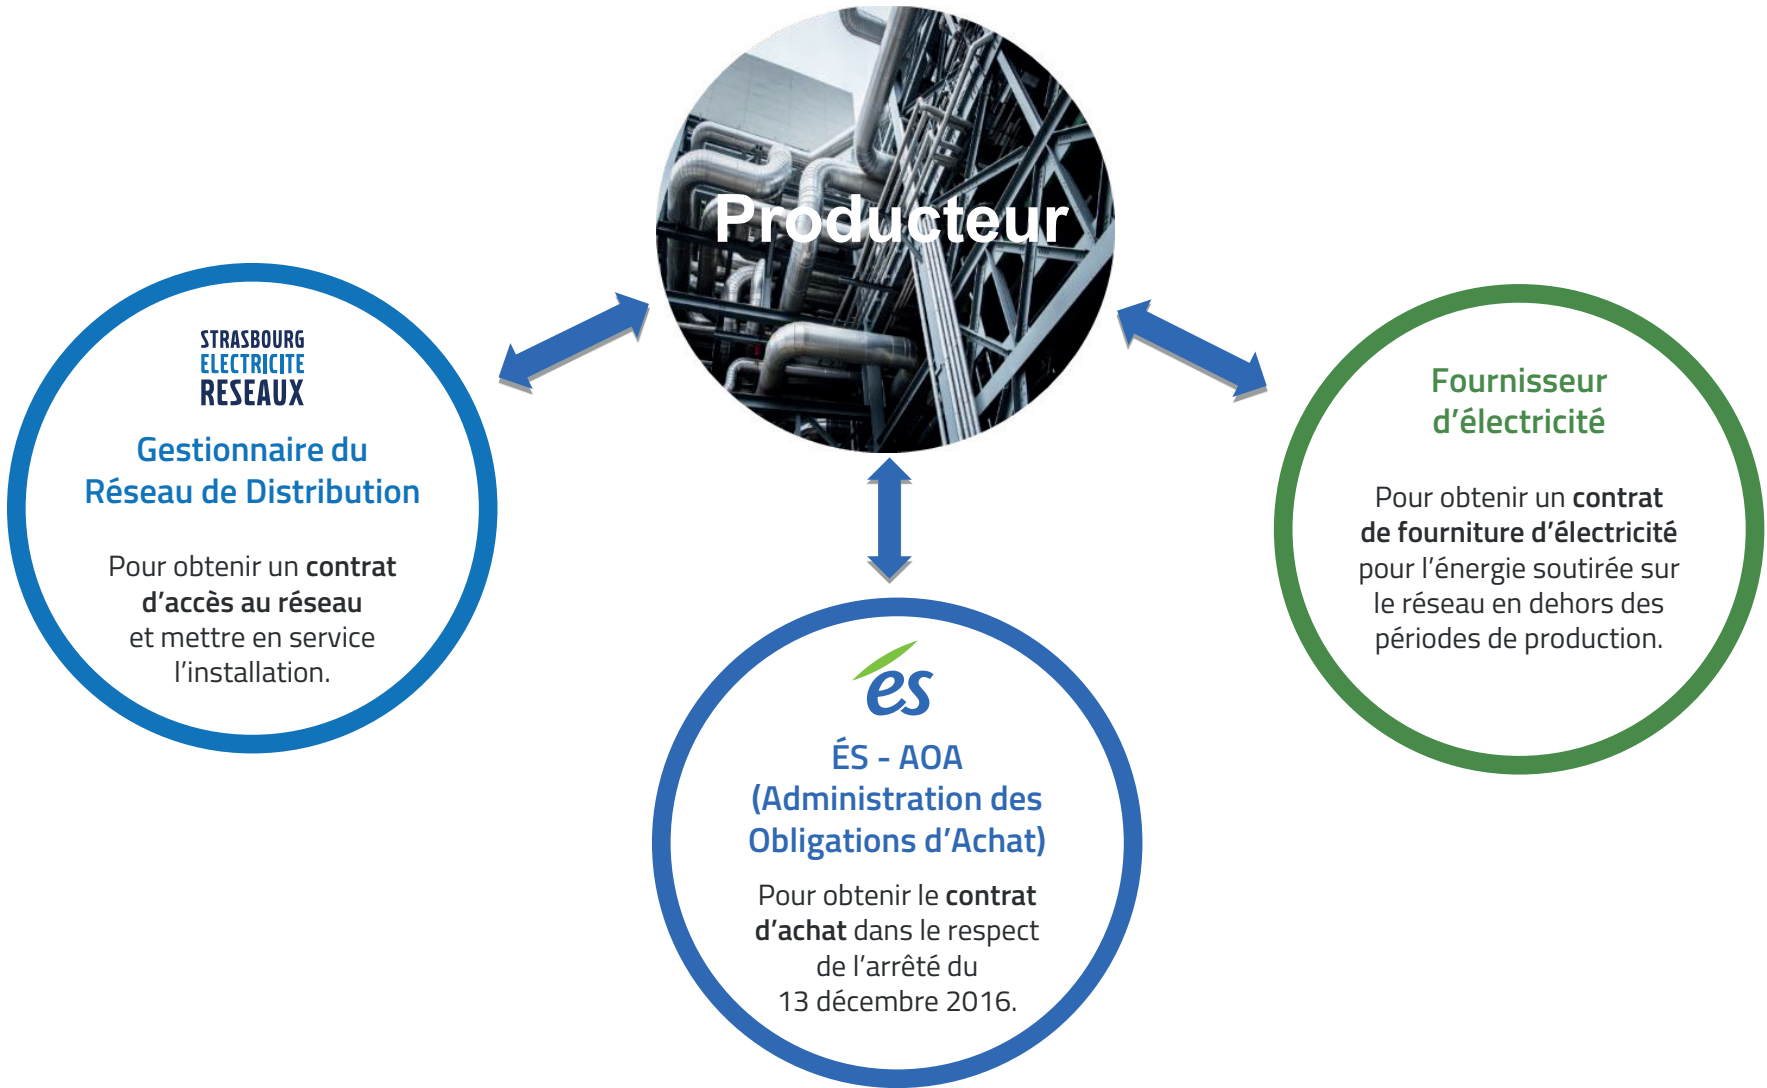 Producteur
STRASBOURG
ELECTRICITE
RESEAUX
Gestionnaire du
Réseau de Distribution
Pour obtenir un contrat
d’accès au réseau
et mettre en service
l’installation.
és
ÉS - AOA
(Administration des
Obligations d’Achat)
Pour obtenir le contrat
d’achat dans le respect
de l’arrêté du
13 décembre 2016.
Fournisseur
d’électricité
Pour obtenir un contrat
de fourniture d’électricité
pour l’énergie soutirée sur
le réseau en dehors des
périodes de production.